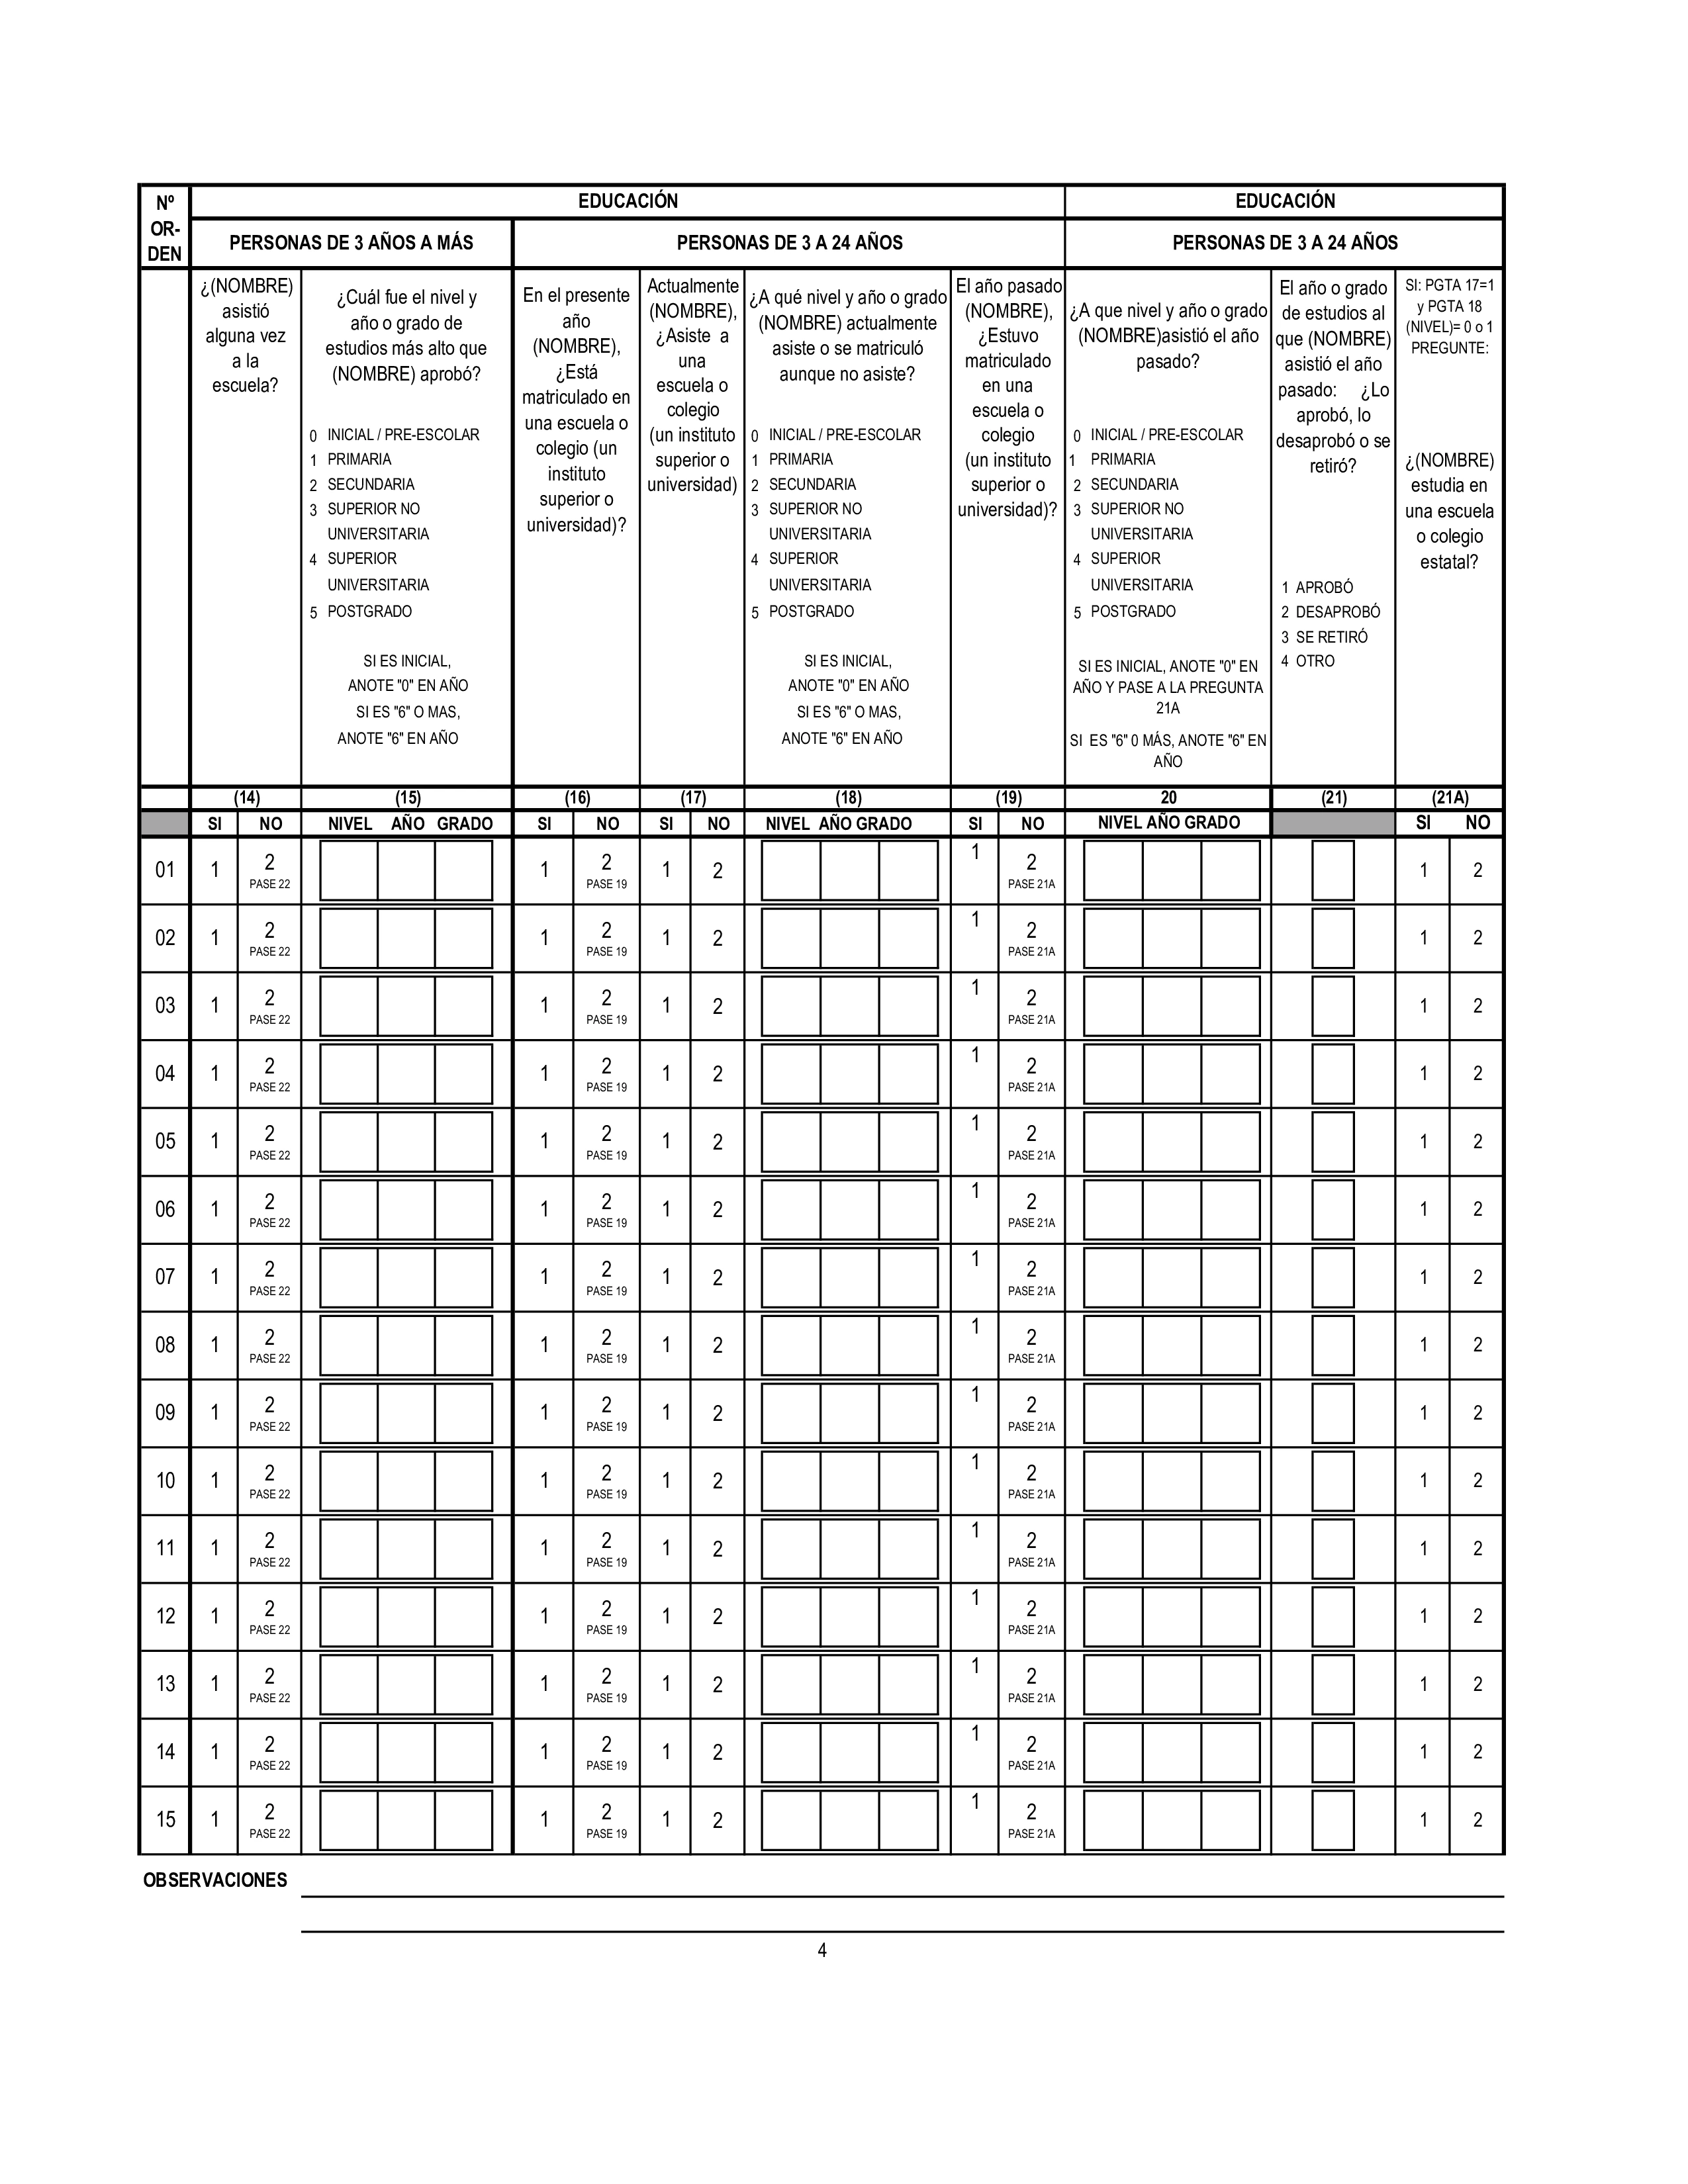 Nº
OR-
DEN
EDUCACIÓN
EDUCACIÓN
PERSONAS DE 3 AÑOS A MÁS
PERSONAS DE 3 A 24 AÑOS
PERSONAS DE 3 A 24 AÑOS
¿(NOMBRE)
asistió
alguna vez
a la
escuela?
¿Cuál fue el nivel y
año o grado de
estudios más alto que
(NOMBRE) aprobó?
0 INICIAL / PRE-ESCOLAR
1 PRIMARIA
2 SECUNDARIA
3 SUPERIOR NO
UNIVERSITARIA
4 SUPERIOR
UNIVERSITARIA
5 POSTGRADO
SI ES INICIAL,
ANOTE "0" EN AÑO
SI ES "6" O MAS,
ANOTE "6" EN AÑO
En el presente
año
(NOMBRE),
¿Está
matriculado en
una escuela o
colegio (un
instituto
superior o
universidad)?
Actualmente
(NOMBRE),
¿Asiste a
una
escuela o
colegio
(un instituto
superior o
universidad)
¿A qué nivel y año o grado
(NOMBRE) actualmente
asiste o se matriculó
aunque no asiste?
0 INICIAL / PRE-ESCOLAR
1 PRIMARIA
2 SECUNDARIA
3 SUPERIOR NO
UNIVERSITARIA
4 SUPERIOR
UNIVERSITARIA
5 POSTGRADO
SI ES INICIAL,
ANOTE "0" EN AÑO
SI ES "6" O MAS,
ANOTE "6" EN AÑO
El año pasado
(NOMBRE),
¿Estuvo
matriculado
en una
escuela o
colegio
(un instituto
superior o
universidad)?
¿A que nivel y año o grado
(NOMBRE)asistió el año
pasado?
0 INICIAL / PRE-ESCOLAR
1 PRIMARIA
2 SECUNDARIA
3 SUPERIOR NO
UNIVERSITARIA
4 SUPERIOR
UNIVERSITARIA
5 POSTGRADO
SI ES INICIAL, ANOTE "0" EN
AÑO Y PASE A LA PREGUNTA
21A
SI ES "6" 0 MÁS, ANOTE "6" EN
AÑO
El año o grado
de estudios al
que (NOMBRE)
asistió el año
pasado: ¿Lo
aprobó, lo
desaprobó o se
retiró?
1 APROBÓ
2 DESAPROBÓ
3 SE RETIRÓ
4 OTRO
SI: PGTA 17=1
y PGTA 18
(NIVEL)= 0 o 1
PREGUNTE:
¿(NOMBRE)
estudia en
una escuela
o colegio
estatal?
(14) (15) (16) (17) (18) (19) 20 (21) (21A)
SI NO NIVEL AÑO GRADO SI NO SI NO NIVEL AÑO GRADO SI NO NIVEL AÑO GRADO SI NO
01 1 2 1 2 1 2 1 2 1 2
PASE 22 PASE 19 PASE 21A
02 1 2 1 2 1 2 1 2 1 2
PASE 22 PASE 19 PASE 21A
03 1 2 1 2 1 2 1 2 1 2
PASE 22 PASE 19 PASE 21A
04 1 2 1 2 1 2 1 2 1 2
PASE 22 PASE 19 PASE 21A
05 1 2 1 2 1 2 1 2 1 2
PASE 22 PASE 19 PASE 21A
06 1 2 1 2 1 2 1 2 1 2
PASE 22 PASE 19 PASE 21A
07 1 2 1 2 1 2 1 2 1 2
PASE 22 PASE 19 PASE 21A
08 1 2 1 2 1 2 1 2 1 2
PASE 22 PASE 19 PASE 21A
09 1 2 1 2 1 2 1 2 1 2
PASE 22 PASE 19 PASE 21A
10 1 2 1 2 1 2 1 2 1 2
PASE 22 PASE 19 PASE 21A
11 1 2 1 2 1 2 1 2 1 2
PASE 22 PASE 19 PASE 21A
12 1 2 1 2 1 2 1 2 1 2
PASE 22 PASE 19 PASE 21A
13 1 2 1 2 1 2 1 2 1 2
PASE 22 PASE 19 PASE 21A
14 1 2 1 2 1 2 1 2 1 2
PASE 22 PASE 19 PASE 21A
15 1 2 1 2 1 2 1 2 1 2
PASE 22 PASE 19 PASE 21A
OBSERVACIONES
4